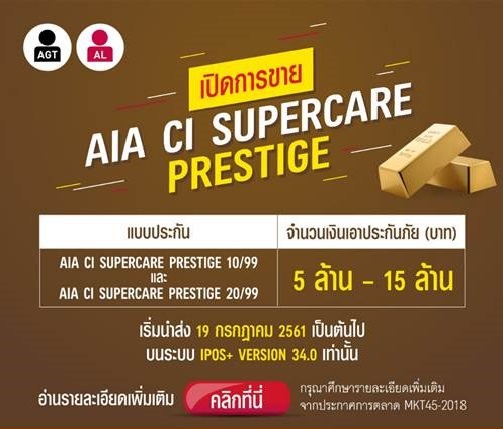 AGT
AL
เปิดการขาย
AIA CI SUPERCARE
PRESTIGE
แบบประกัน
จำนวนเงินเอาประกันภัย (บาท)
AIA CI SUPERCARE PRESTIGE 10/99
และ
AIA CI SUPERCARE PRESTIGE 20/99
5 ล้าน – 15 ล้าน
เริ่มนำส่ง 19 กรกฎาคม 2561 เป็นต้นไป
บนระบบ IPOS+ VERSION 34.0 เท่านั้น
อ่านรายละเอียดเพิ่มเติม
คลิกที่นี่
กรุณาศึกษารายละเอียดเพิ่มเติม
จากประกาศการตลาด MKT45-2018